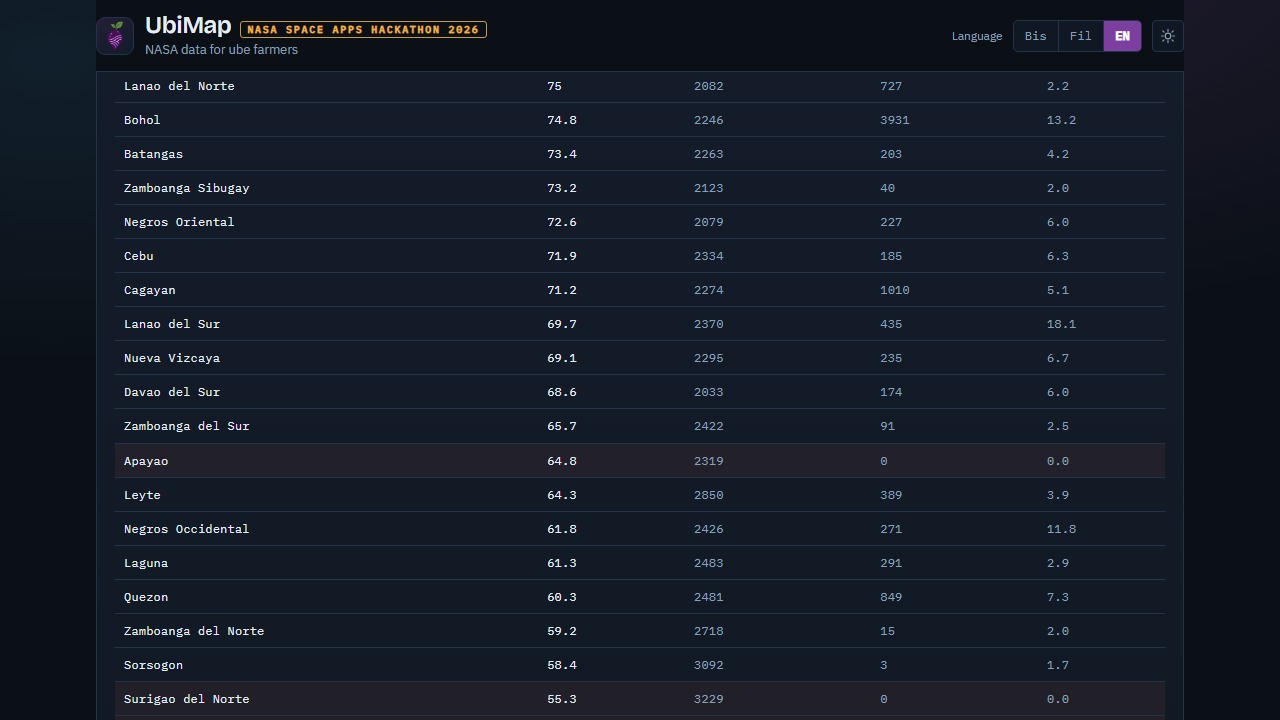 UbiMap NASA SPACE APPS HACKATHON 2026
NASA data for ube farmers
Language Bis Fil EN
Lanao del Norte 75 2082 727 2.2
Bohol 74.8 2246 3931 13.2
Batangas 73.4 2263 203 4.2
Zamboanga Sibugay 73.2 2123 40 2.0
Negros Oriental 72.6 2079 227 6.0
Cebu 71.9 2334 185 6.3
Cagayan 71.2 2274 1010 5.1
Lanao del Sur 69.7 2370 435 18.1
Nueva Vizcaya 69.1 2295 235 6.7
Davao del Sur 68.6 2033 174 6.0
Zamboanga del Sur 65.7 2422 91 2.5
Apayao 64.8 2319 0 0.0
Leyte 64.3 2850 389 3.9
Negros Occidental 61.8 2426 271 11.8
Laguna 61.3 2483 291 2.9
Quezon 60.3 2481 849 7.3
Zamboanga del Norte 59.2 2718 15 2.0
Sorsogon 58.4 3092 3 1.7
Surigao del Norte 55.3 3229 0 0.0